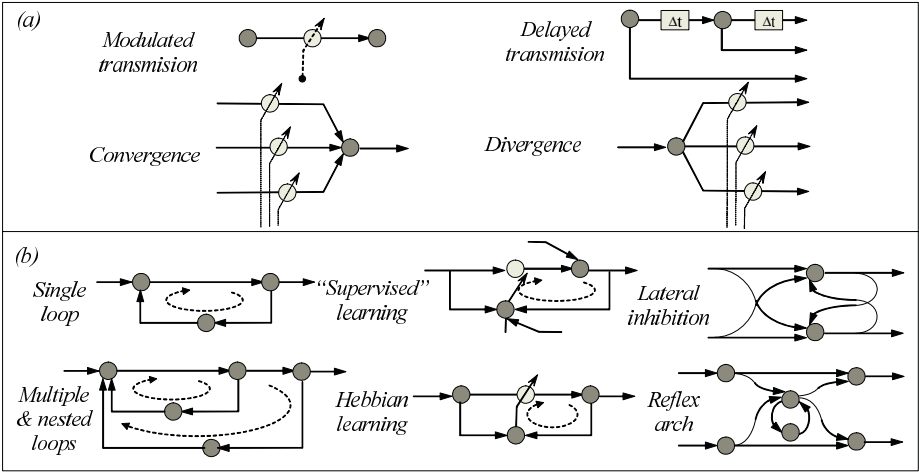 (a)
Modulated
transmision
Delayed
transmision
Δt
Δt
Convergence
Divergence
(b)
Single
loop
“Supervised”
learning
Lateral
inhibition
Multiple
& nested
loops
Hebbian
learning
Reflex
arch